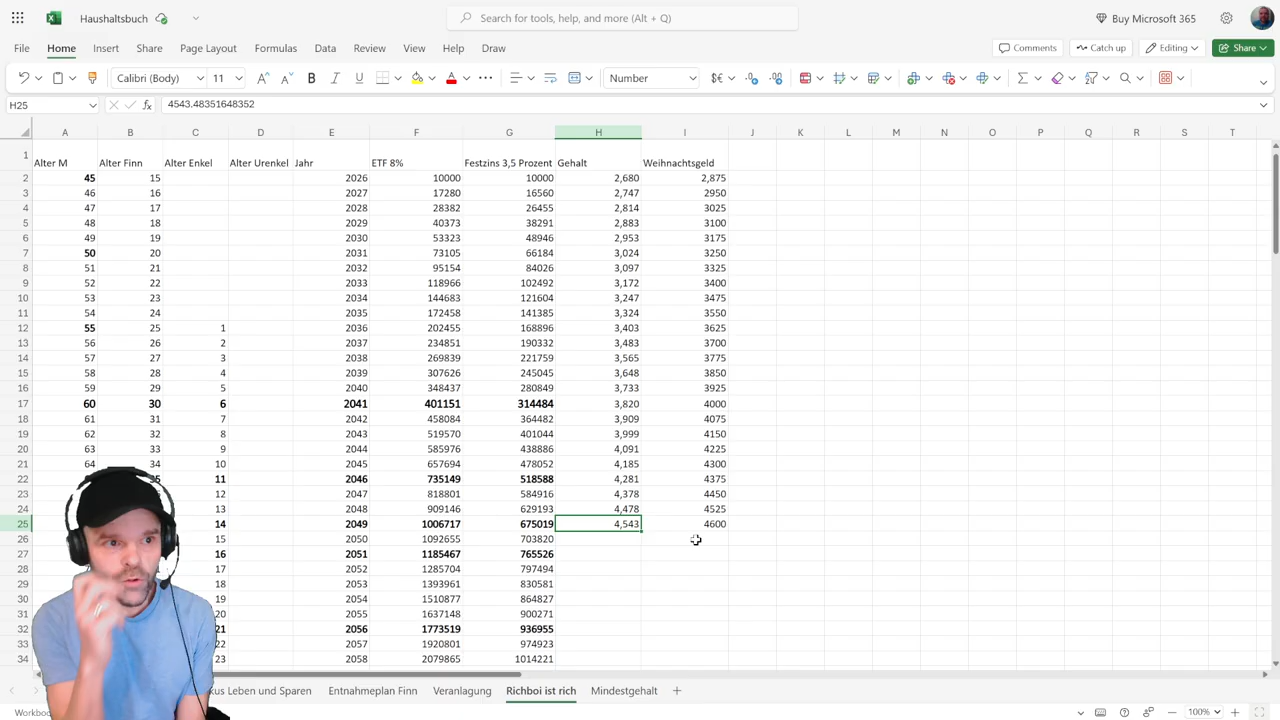 Haushaltsbuch
Search for tools, help, and more (Alt + Q)
Buy Microsoft 365
File Home Insert Share Page Layout Formulas Data Review View Help Draw
Comments Catch up Editing Share
Calibri (Body) 11 B I U A Number $€
H25 fx 4543.48351648352
A B C D E F G H I J K L M N O P Q R S T
1 Alter M Alter Finn Alter Enkel Alter Urenkel Jahr ETF 8% Festzins 3,5 Prozent Gehalt Weihnachtsgeld
2 45 15 2026 10000 10000 2,680 2,875
3 46 16 2027 17280 16560 2,747 2950
4 47 17 2028 28382 26455 2,814 3025
5 48 18 2029 40373 38291 2,883 3100
6 49 19 2030 53323 48946 2,953 3175
7 50 20 2031 73105 66184 3,024 3250
8 51 21 2032 95154 84026 3,097 3325
9 52 22 2033 118966 102492 3,172 3400
10 53 23 2034 144683 121604 3,247 3475
11 54 24 2035 172458 141385 3,324 3550
12 55 25 1 2036 202455 168896 3,403 3625
13 56 26 2 2037 234851 190332 3,483 3700
14 57 27 3 2038 269839 221759 3,565 3775
15 58 28 4 2039 307626 245045 3,648 3850
16 59 29 5 2040 348437 280849 3,733 3925
17 60 30 6 2041 401151 314484 3,820 4000
18 61 31 7 2042 458084 364482 3,909 4075
19 62 32 8 2043 519570 401044 3,999 4150
20 63 33 9 2044 585976 438886 4,091 4225
21 64 34 10 2045 657694 478052 4,185 4300
22 11 2046 735149 518588 4,281 4375
23 12 2047 818801 584916 4,378 4450
24 13 2048 909146 629193 4,478 4525
25 14 2049 1006717 675019 4,543 4600
26 15 2050 1092655 703820
27 16 2051 1185467 765526
28 17 2052 1285704 797494
29 18 2053 1393961 830581
30 19 2054 1510877 864827
31 20 2055 1637148 900271
32 21 2056 1773519 936955
33 22 2057 1920801 974923
34 23 2058 2079865 1014221
kus Leben und Sparen Entnahmeplan Finn Veranlagung Richboi ist rich Mindestgehalt
100%